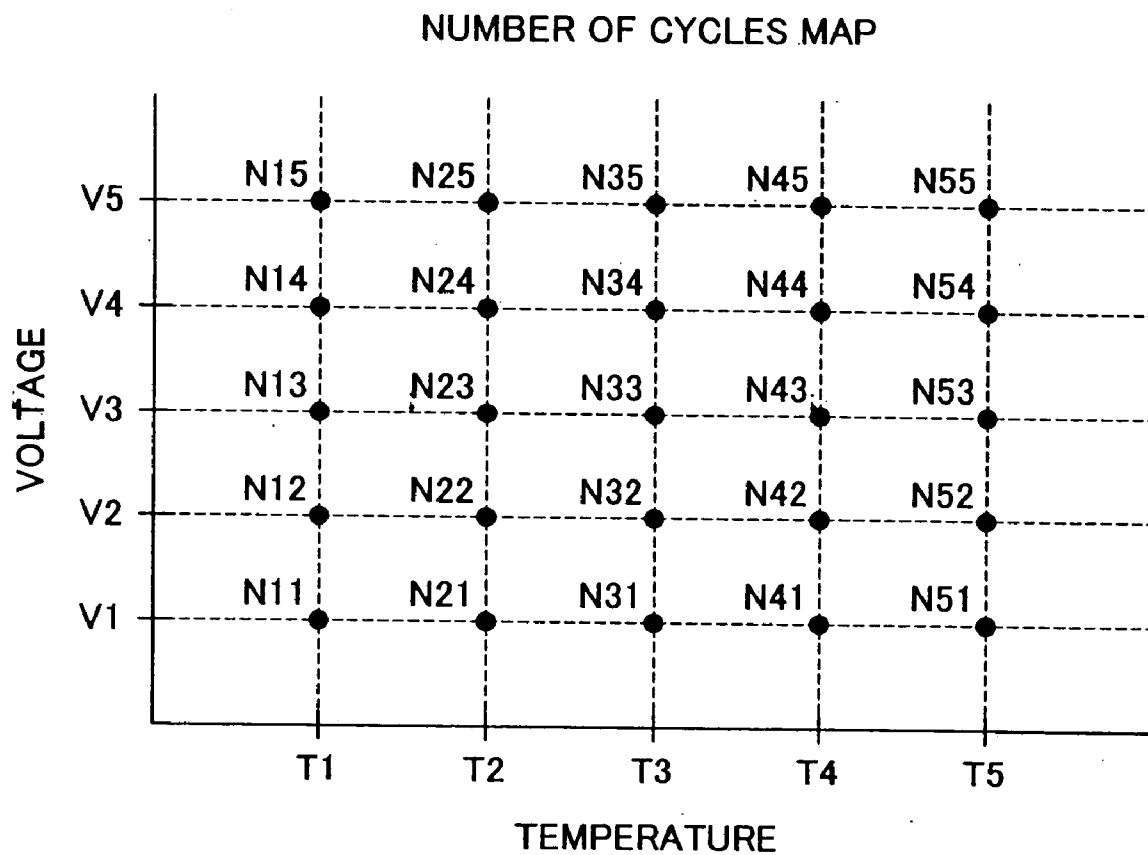 NUMBER OF CYCLES MAP
N15 N25 N35 N45 N55
V5
N14 N24 N34 N44 N54
V4
N13 N23 N33 N43 N53
V3
N12 N22 N32 N42 N52
V2
N11 N21 N31 N41 N51
V1
VOLTAGE
T1 T2 T3 T4 T5
TEMPERATURE